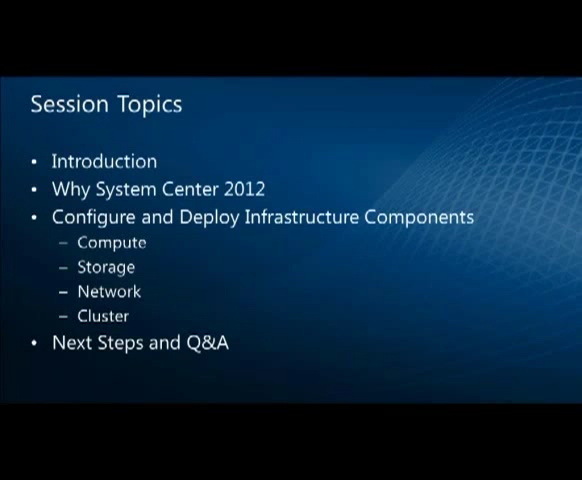 Session Topics
• Introduction
• Why System Center 2012
• Configure and Deploy Infrastructure Components
– Compute
– Storage
– Network
– Cluster
• Next Steps and Q&A